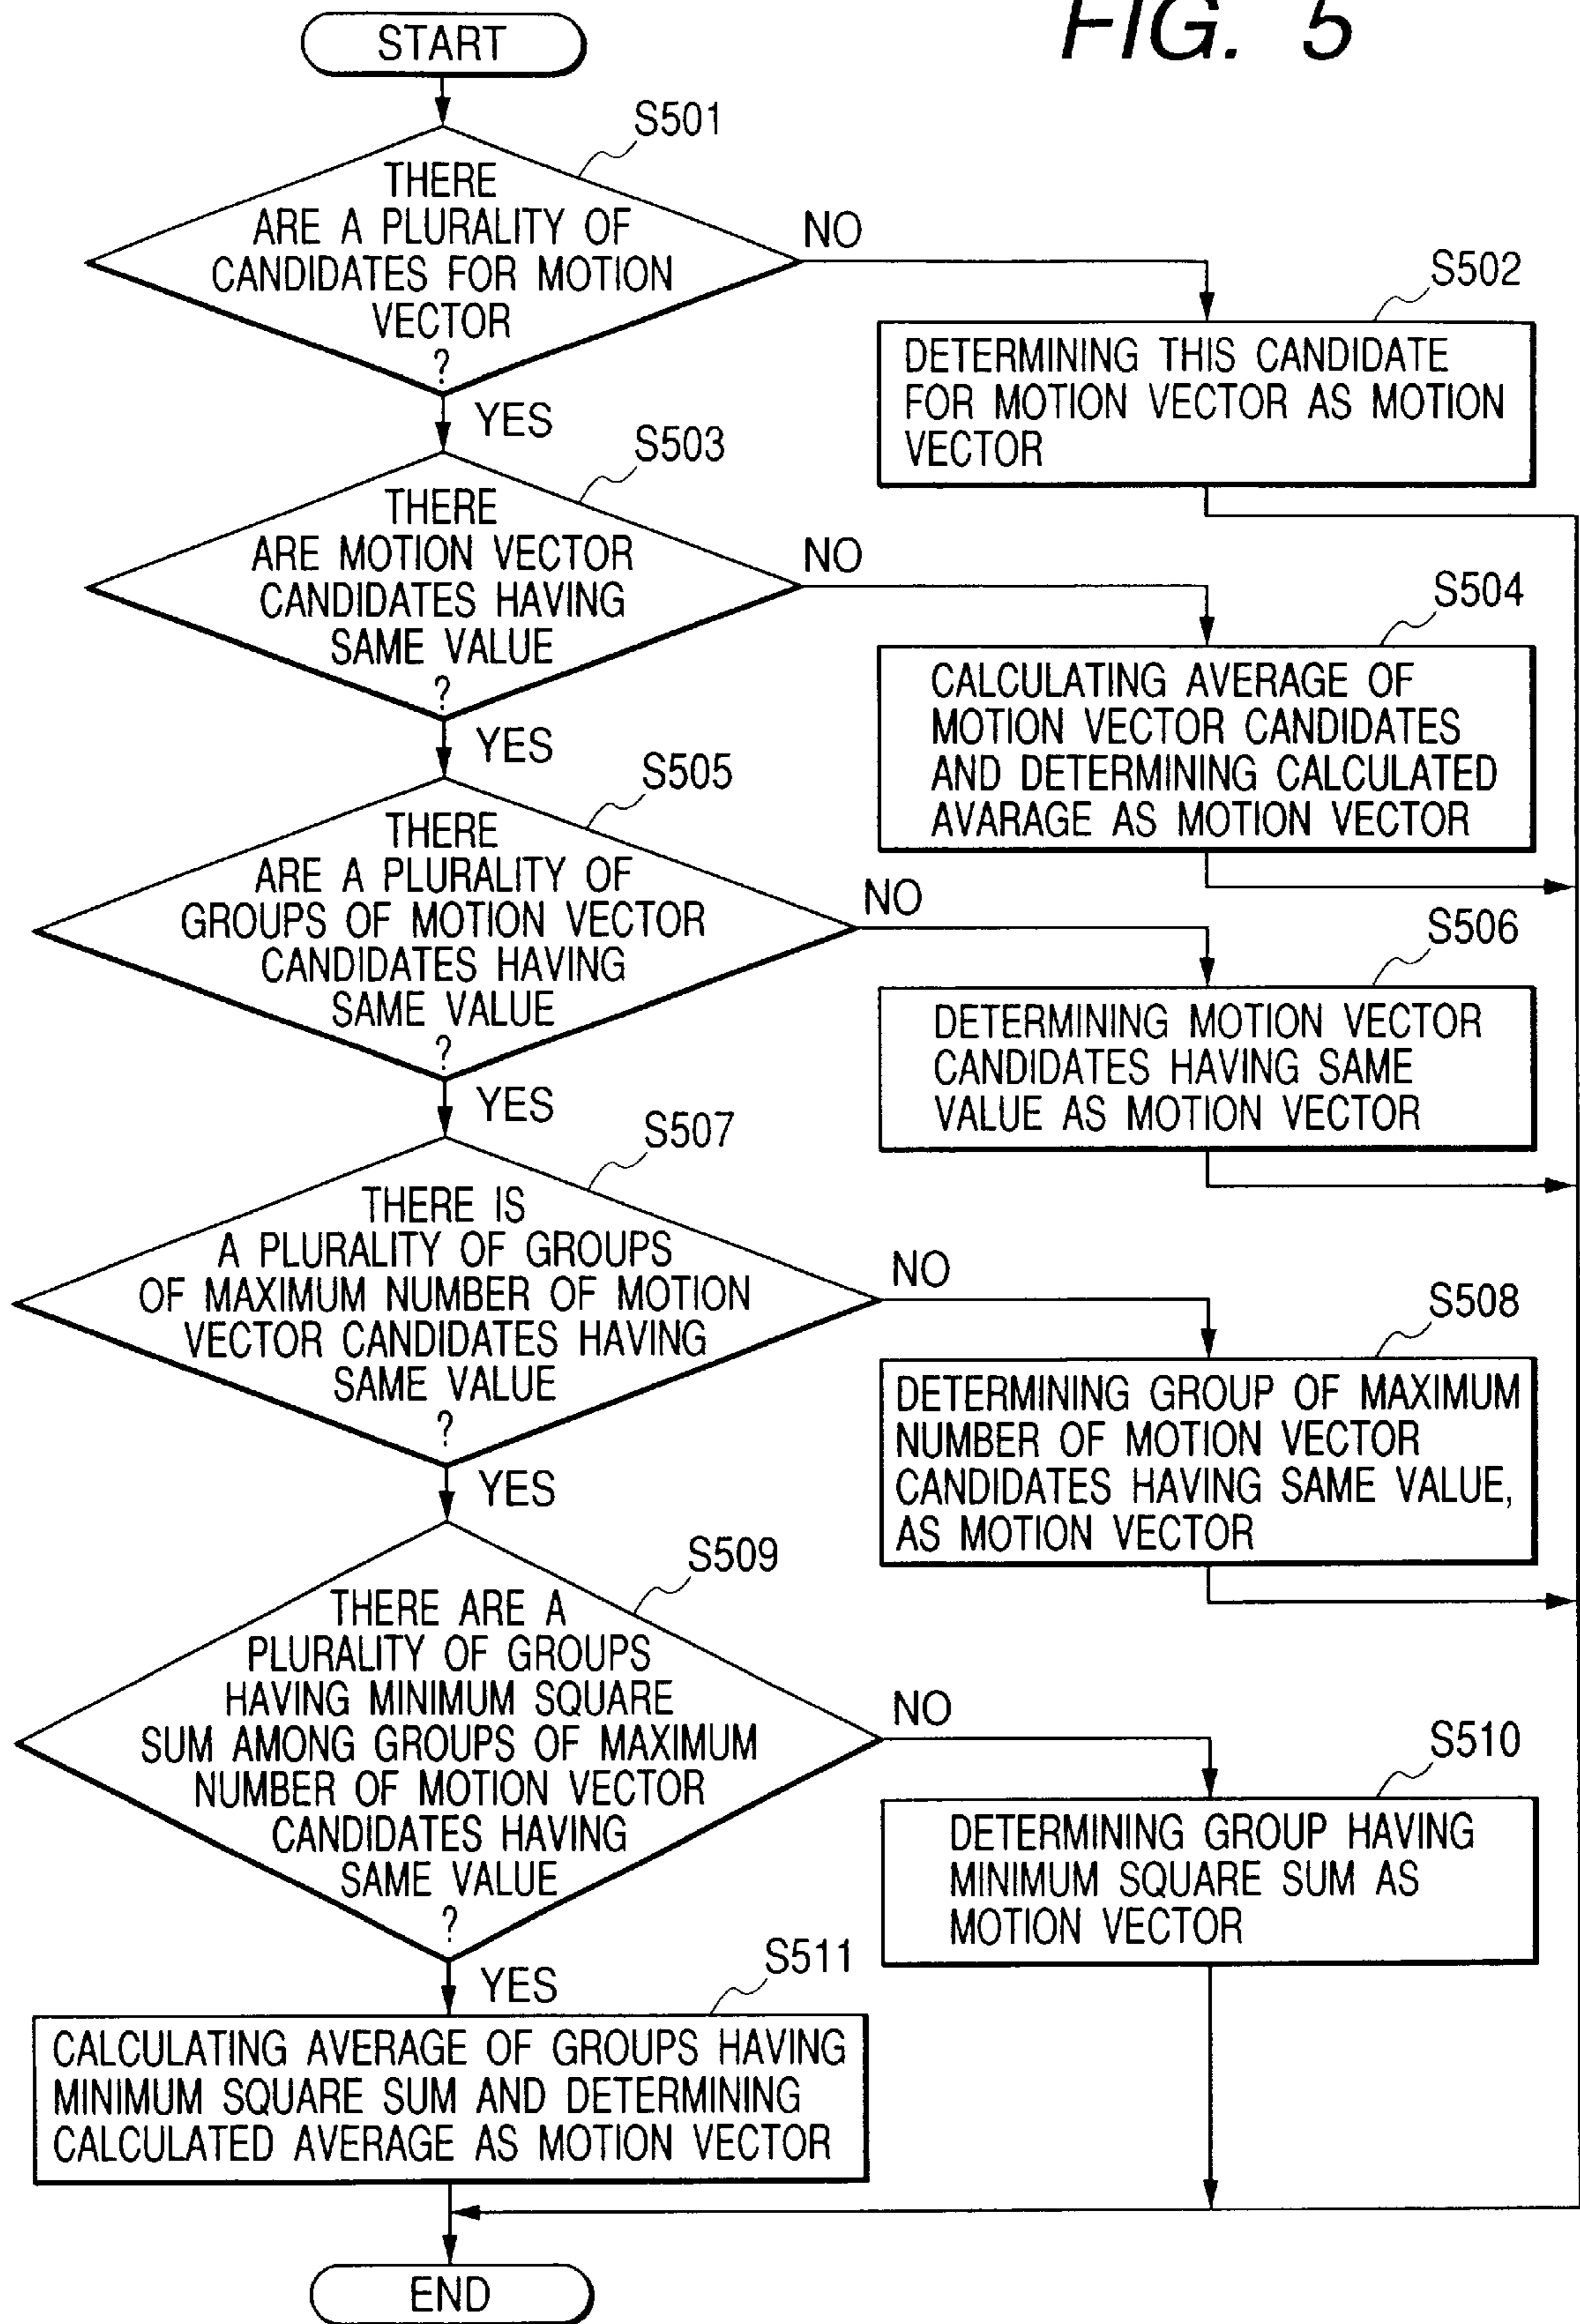 FIG. 5
START
S501
THERE
ARE A PLURALITY OF
CANDIDATES FOR MOTION
VECTOR
?
NO
YES
S502
DETERMINING THIS CANDIDATE
FOR MOTION VECTOR AS MOTION
VECTOR
S503
THERE
ARE MOTION VECTOR
CANDIDATES HAVING
SAME VALUE
?
NO
YES
S504
CALCULATING AVERAGE OF
MOTION VECTOR CANDIDATES
AND DETERMINING CALCULATED
AVARAGE AS MOTION VECTOR
S505
THERE
ARE A PLURALITY OF
GROUPS OF MOTION VECTOR
CANDIDATES HAVING
SAME VALUE
?
NO
YES
S506
DETERMINING MOTION VECTOR
CANDIDATES HAVING SAME
VALUE AS MOTION VECTOR
S507
THERE IS
A PLURALITY OF GROUPS
OF MAXIMUM NUMBER OF MOTION
VECTOR CANDIDATES HAVING
SAME VALUE
?
NO
YES
S508
DETERMINING GROUP OF MAXIMUM
NUMBER OF MOTION VECTOR
CANDIDATES HAVING SAME VALUE,
AS MOTION VECTOR
S509
THERE ARE A
PLURALITY OF GROUPS
HAVING MINIMUM SQUARE
SUM AMONG GROUPS OF MAXIMUM
NUMBER OF MOTION VECTOR
CANDIDATES HAVING
SAME VALUE
?
NO
YES
S510
DETERMINING GROUP HAVING
MINIMUM SQUARE SUM AS
MOTION VECTOR
S511
CALCULATING AVERAGE OF GROUPS HAVING
MINIMUM SQUARE SUM AND DETERMINING
CALCULATED AVERAGE AS MOTION VECTOR
END